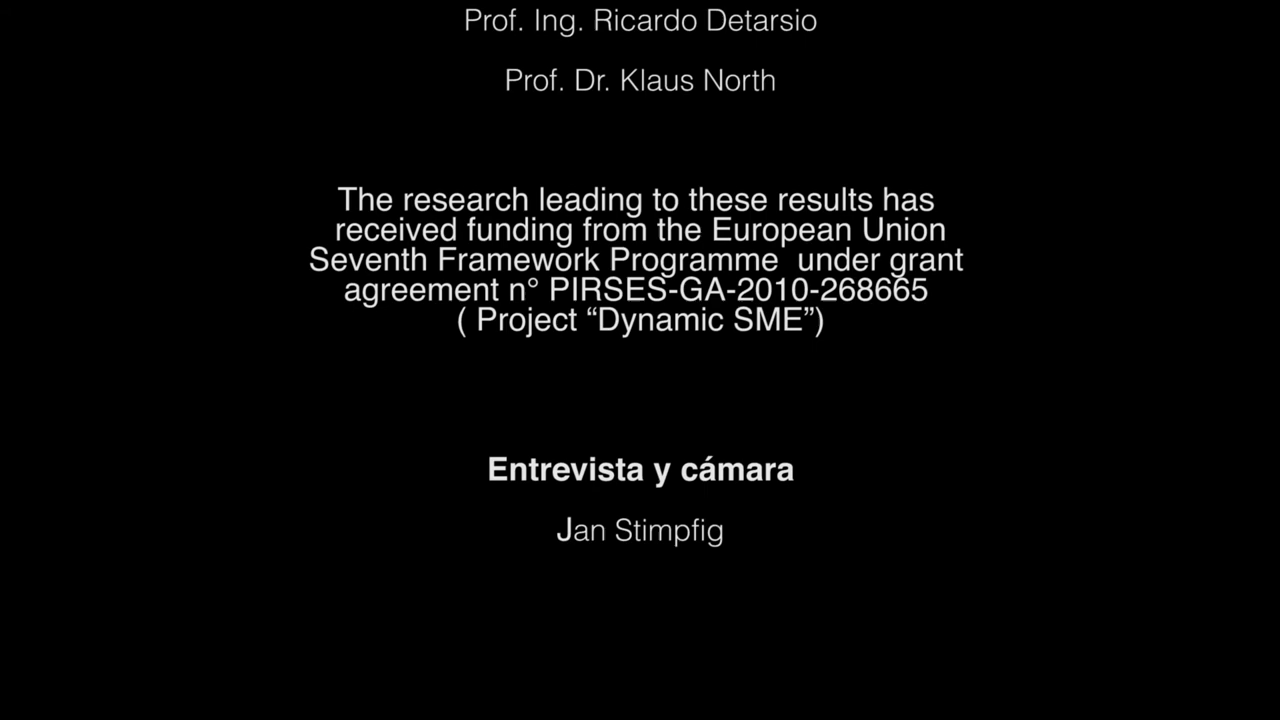 Prof. Ing. Ricardo Detarsio
Prof. Dr. Klaus North
The research leading to these results has
received funding from the European Union
Seventh Framework Programme  under grant
agreement n° PIRSES-GA-2010-268665
( Project “Dynamic SME”)
Entrevista y cámara
Jan Stimpfig